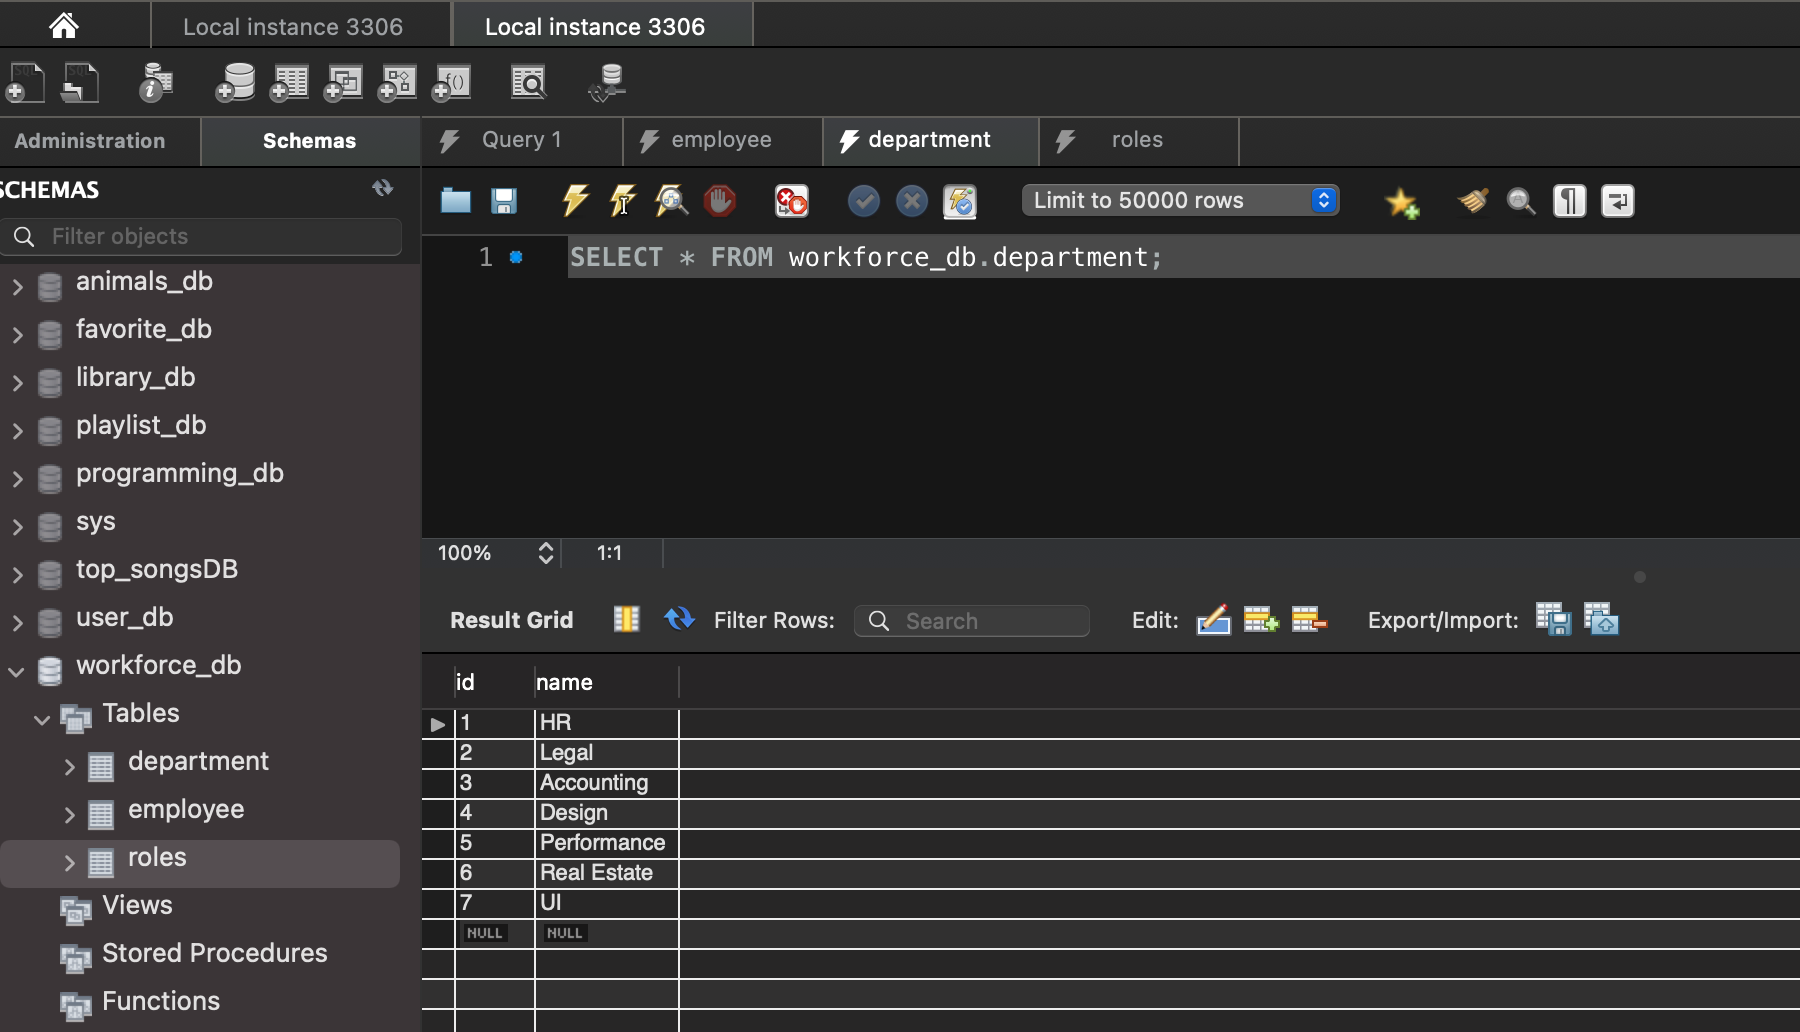 Local instance 3306
Local instance 3306
SQL
SQL
Administration
Schemas
Query 1
employee
department
roles
SCHEMAS
Filter objects
Limit to 50000 rows
1
SELECT * FROM workforce_db.department;
animals_db
favorite_db
library_db
playlist_db
programming_db
sys
top_songsDB
user_db
workforce_db
Tables
department
employee
roles
Views
Stored Procedures
Functions
100%
1:1
Result Grid
Filter Rows:
Search
Edit:
Export/Import:
id name
1 HR
2 Legal
3 Accounting
4 Design
5 Performance
6 Real Estate
7 UI
NULL NULL